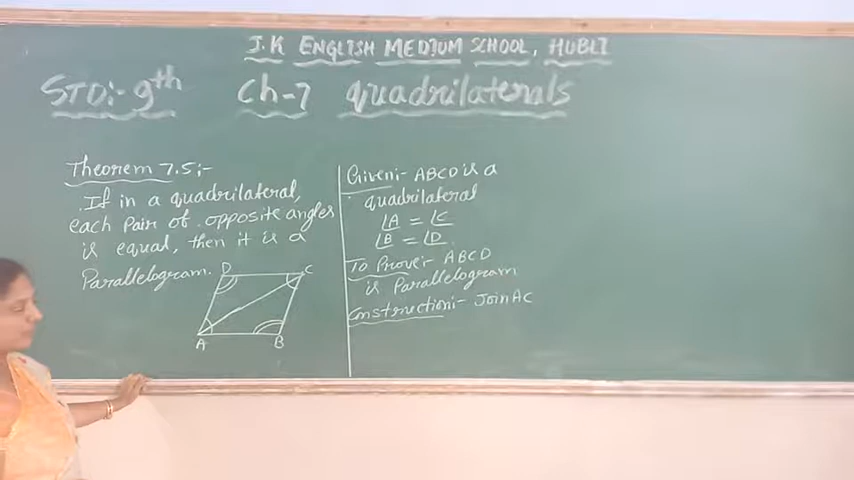 J.K ENGLISH MEDIUM SCHOOL, HUBLI
STD:- 9th Ch-7 quadrilaterals
Theorem 7.5:-
If in a quadrilateral,
each pair of opposite angles
is equal, then it is a
Parallelogram.
D C
A B
Given:- ABCD is a
quadrilateral
∠A = ∠C
∠B = ∠D.
To Prove:- ABCD
is Parallelogram
Construction:- Join AC